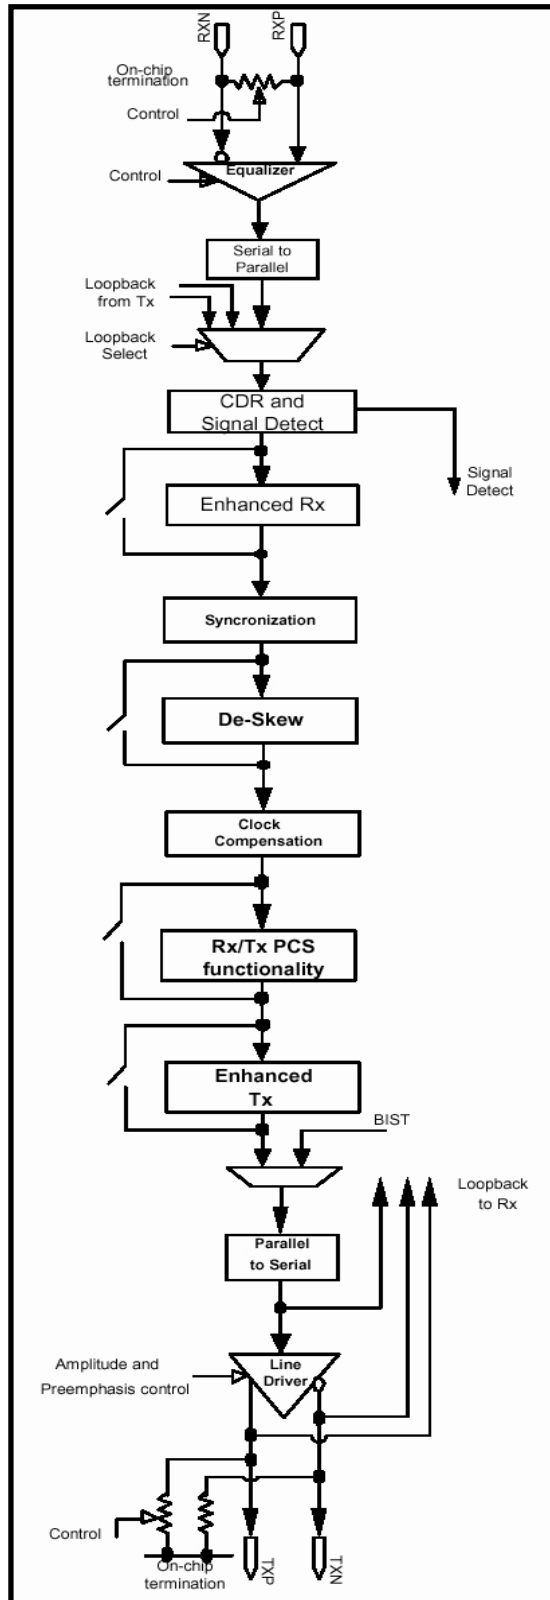 RXN
RXP
On-chip
termination
Control
Equalizer
Control
Serial to
Parallel
Loopback
from Tx
Loopback
Select
CDR and
Signal Detect
Signal
Detect
Enhanced Rx
Syncronization
De-Skew
Clock
Compensation
Rx/Tx PCS
functionality
Enhanced
Tx
BIST
Loopback
to Rx
Parallel
to Serial
Line
Driver
Amplitude and
Preemphasis control
Control
On-chip
termination
TXP
TXN